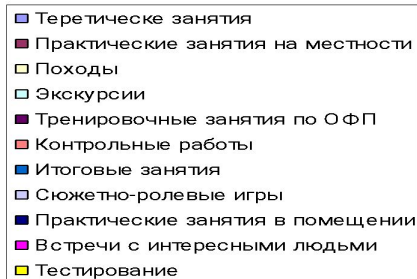 Теретическе занятия
Практические занятия на местности
Походы
Экскурсии
Тренировочные занятия по ОФП
Контрольные работы
Итоговые занятия
Сюжетно-ролевые игры
Практические занятия в помещении
Встречи с интересными людьми
Тестирование